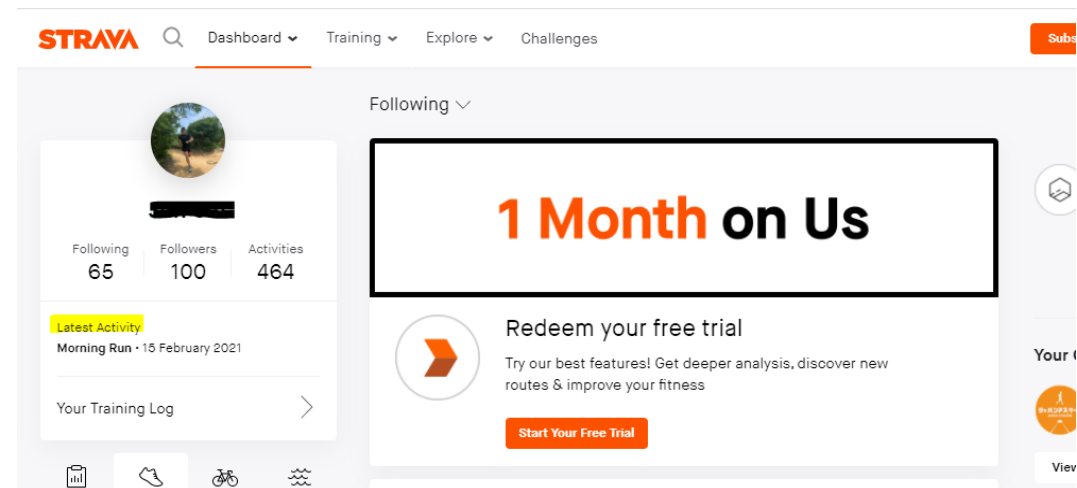 STRAVA Dashboard Training Explore Challenges
Following
1 Month on Us
Following Followers Activities
65 100 464
Latest Activity
Morning Run • 15 February 2021
Your Training Log
Redeem your free trial
Try our best features! Get deeper analysis, discover new
routes & improve your fitness
Start Your Free Trial
Your